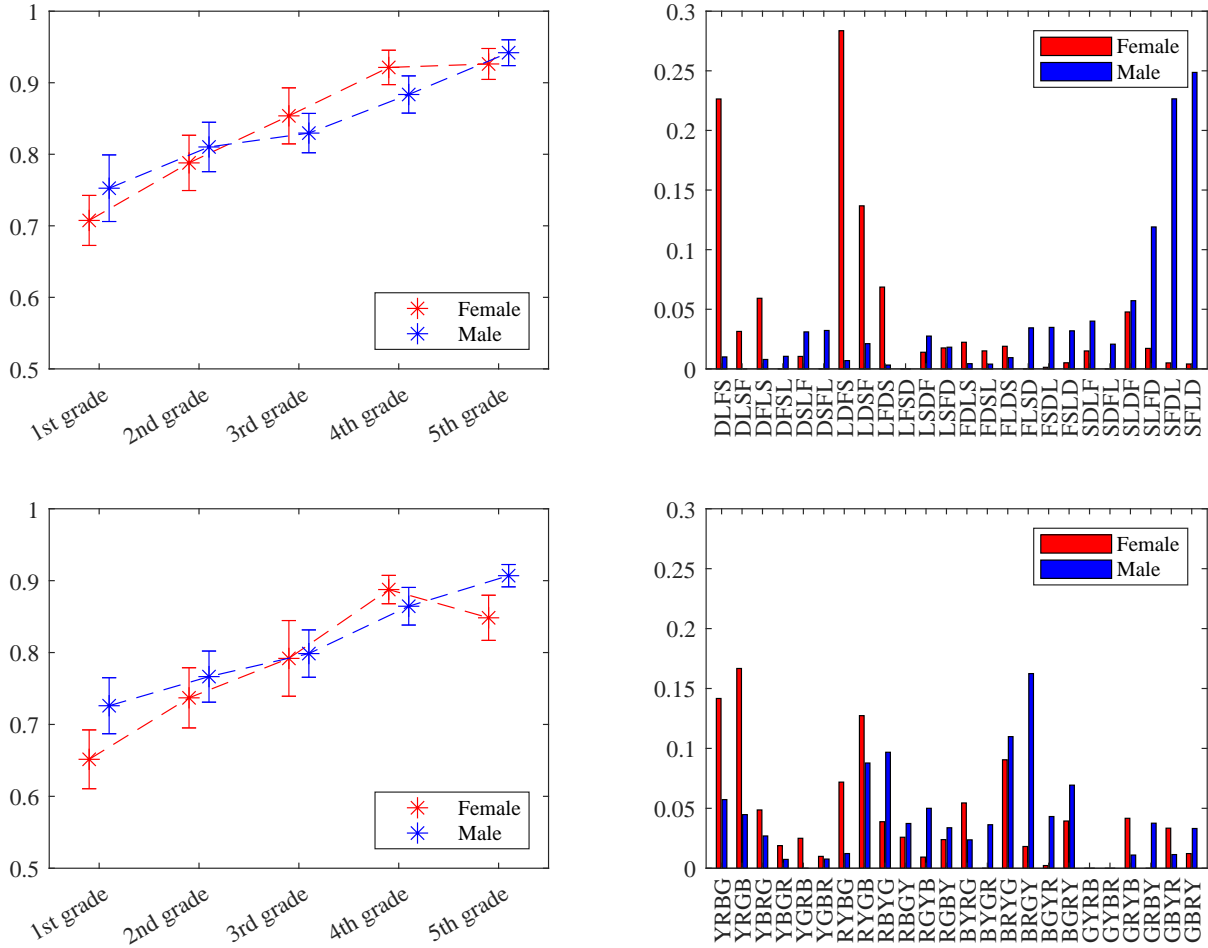 1
0.9
0.8
0.7
0.6
0.5
1st grade
2nd grade
3rd grade
4th grade
5th grade
Female
Male
0.3
0.25
0.2
0.15
0.1
0.05
0
DLFS
DLSF
DFLS
DFSL
DSLF
DSFL
LDFS
LDSF
LFDS
LFSD
LSDF
LSFD
FDLS
FDSL
FLDS
FLSD
FSDL
FSLD
SDLF
SDFL
SLDF
SLFD
SFDL
SFLD
Female
Male
1
0.9
0.8
0.7
0.6
0.5
1st grade
2nd grade
3rd grade
4th grade
5th grade
Female
Male
0.3
0.25
0.2
0.15
0.1
0.05
0
YRBG
YRGB
YBRG
YBGR
YGRB
YGBR
RYBG
RYGB
RBYG
RBGY
RGYB
RGBY
BYRG
BYGR
BRYG
BRGY
BGYR
BGRY
GYRB
GYBR
GRYB
GRBY
GBYR
GBRY
Female
Male